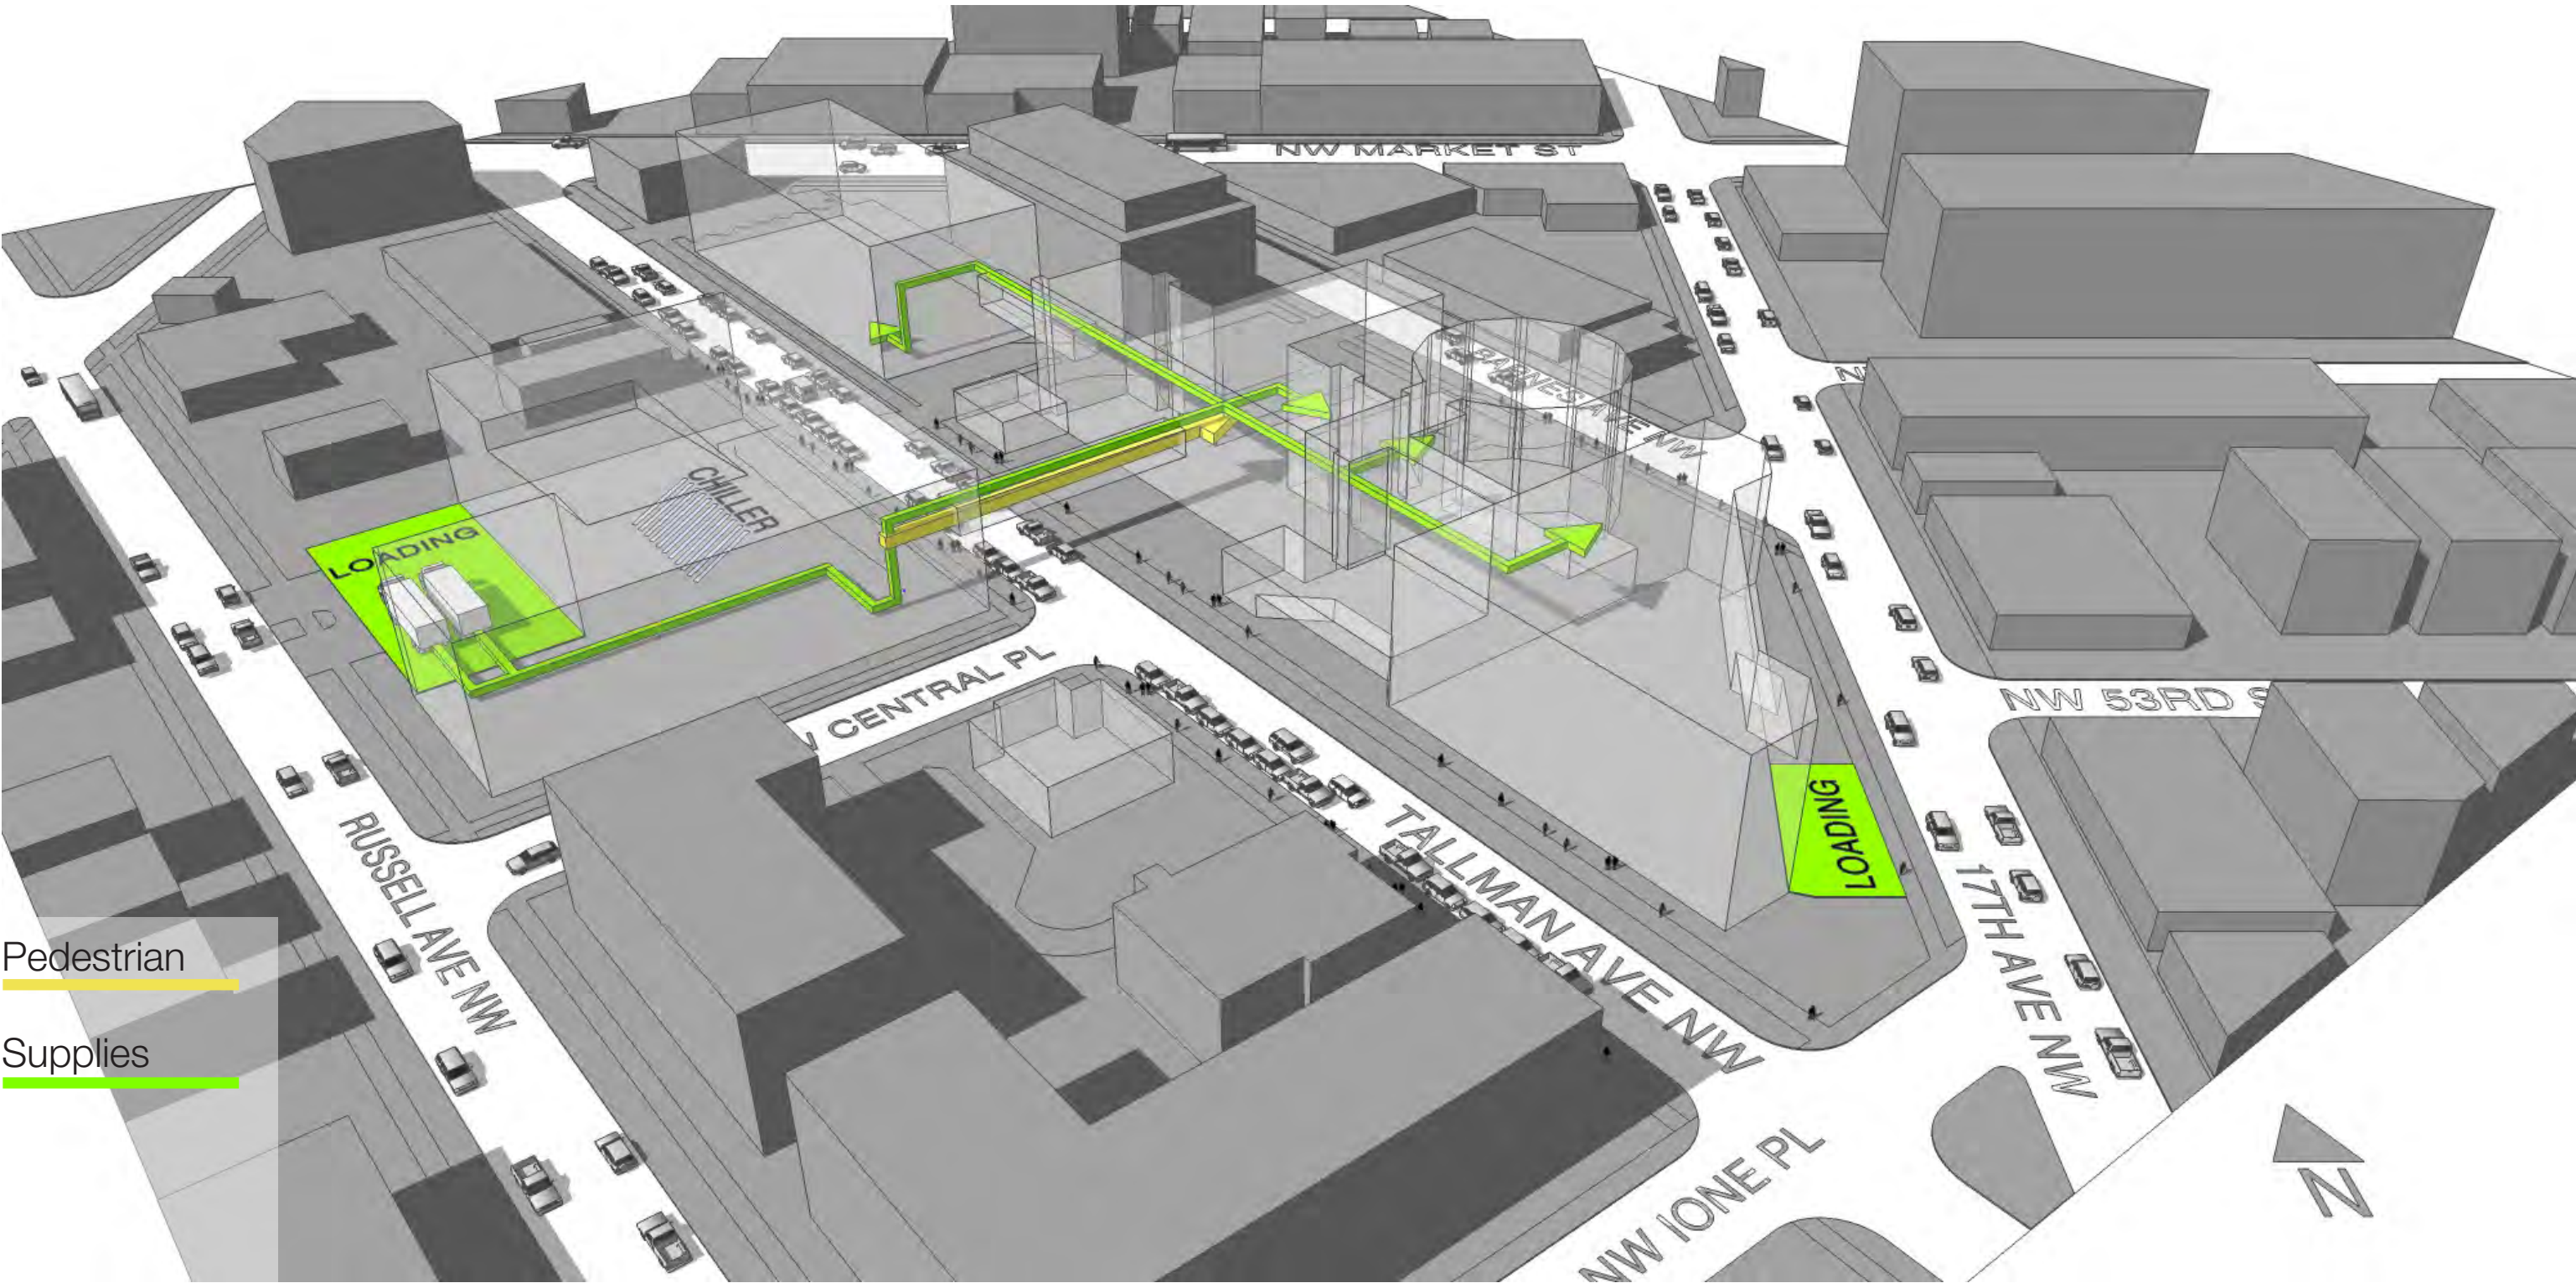 NW MARKET ST
BARNES AVE NW
CHILLER
LOADING
CENTRAL PL
NW 53RD S
LOADING
TALLMAN AVE NW
RUSSELL AVE NW
17TH AVE NW
Pedestrian
Supplies
NW IONE PL
N